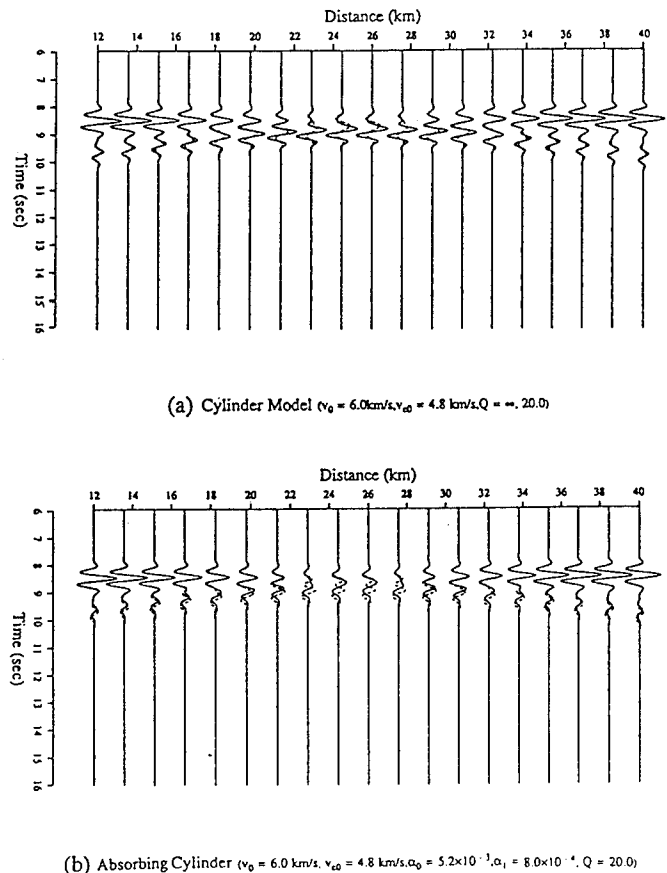 Distance (km)
12 14 16 18 20 22 24 26 28 30 32 34 36 38 40
6
7
8
9
10
11
12
13
14
15
16
Time (sec)
(a) Cylinder Model (v₀ = 6.0km/s,v꜀₀ = 4.8 km/s,Q = ∞, 20.0)
Distance (km)
12 14 16 18 20 22 24 26 28 30 32 34 36 38 40
6
7
8
9
10
11
12
13
14
15
16
Time (sec)
(b) Absorbing Cylinder (v₀ = 6.0 km/s, v꜀₀ = 4.8 km/s,α₀ = 5.2×10⁻³,α₁ = 8.0×10⁻⁴, Q = 20.0)